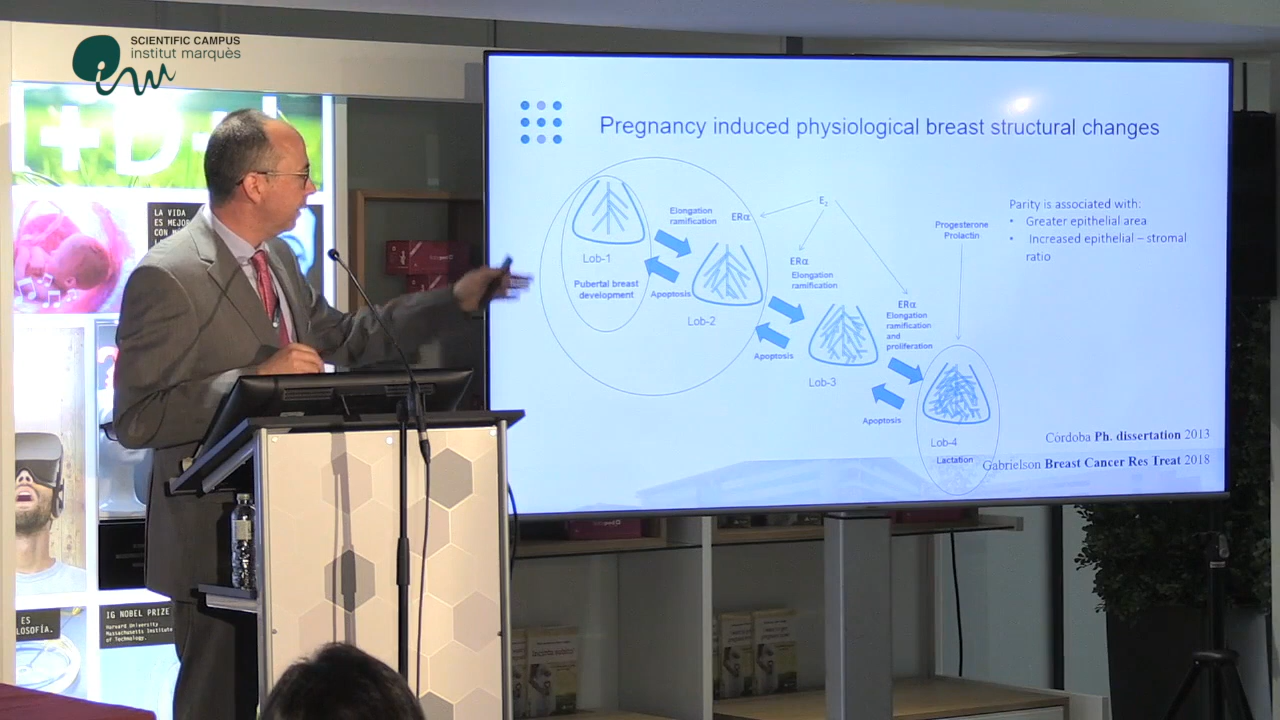 SCIENTIFIC CAMPUS
institut marquès
im
I+D+i
LA VIDA
ES MEJOR
CON
Pregnancy induced physiological breast structural changes
Elongation
ramification
ERα
E2
Lob-1
Pubertal breast
development
Apoptosis
Lob-2
ERα
Elongation
ramification
Apoptosis
Lob-3
ERα
Elongation
ramification
and
proliferation
Apoptosis
Progesterone
Prolactin
Lob-4
Lactation
Parity is associated with:
• Greater epithelial area
• Increased epithelial – stromal
ratio
Córdoba Ph. dissertation 2013
Gabrielson Breast Cancer Res Treat 2018
ES
IG NOBEL PRIZE
Harvard University
Massachusetts Institute
of Technology.